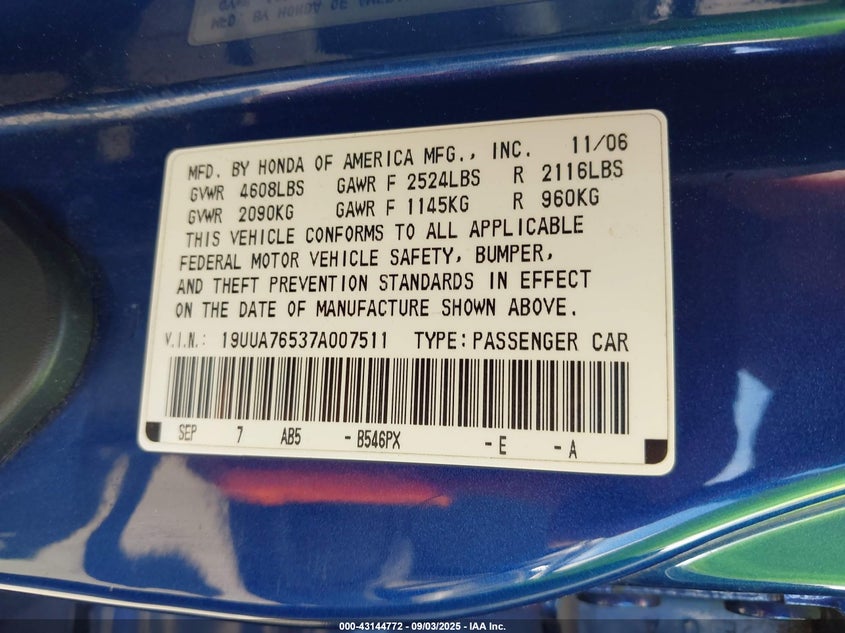 MFD. BY HONDA OF AMERICA MFG., INC. 11/06
GVWR 4608LBS GAWR F 2524LBS R 2116LBS
GVWR 2090KG GAWR F 1145KG R 960KG
THIS VEHICLE CONFORMS TO ALL APPLICABLE
FEDERAL MOTOR VEHICLE SAFETY, BUMPER,
AND THEFT PREVENTION STANDARDS IN EFFECT
ON THE DATE OF MANUFACTURE SHOWN ABOVE.
V.I.N.: 19UUA76537A007511 TYPE: PASSENGER CAR
SEP 7 AB5 - B546PX - E - A
000-43144772 - 09/03/2025 - IAA Inc.